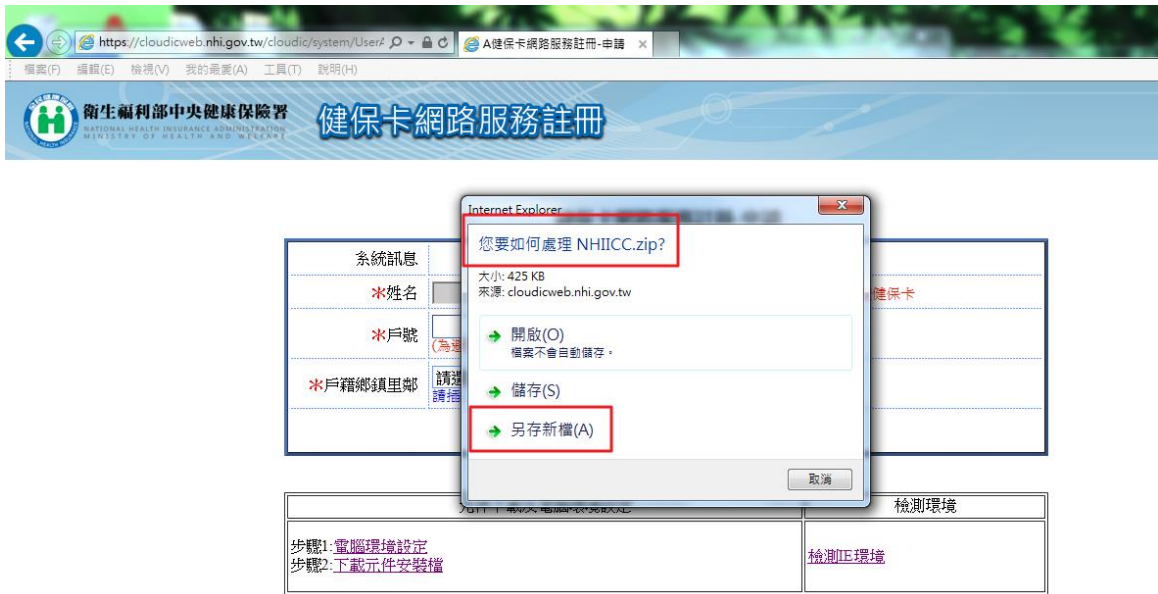 https://cloudicweb.nhi.gov.tw/cloudic/system/User
A健保卡網路服務註冊-申請
檔案(F) 編輯(E) 檢視(V) 我的最愛(A) 工具(T) 說明(H)
衛生福利部中央健康保險署
NATIONAL HEALTH INSURANCE ADMINISTRATION
MINISTRY OF HEALTH AND WELFARE
健保卡網路服務註冊
Internet Explorer
您要如何處理 NHIICC.zip?
大小: 425 KB
來源: cloudicweb.nhi.gov.tw
開啟(O)
檔案不會自動儲存。
儲存(S)
另存新檔(A)
取消
系統訊息
*姓名
健保卡
*戶號
(為
*戶籍鄉鎮里鄰
請選
請插
檢測環境
步驟1:電腦環境設定
步驟2:下載元件安裝檔
檢測IE環境